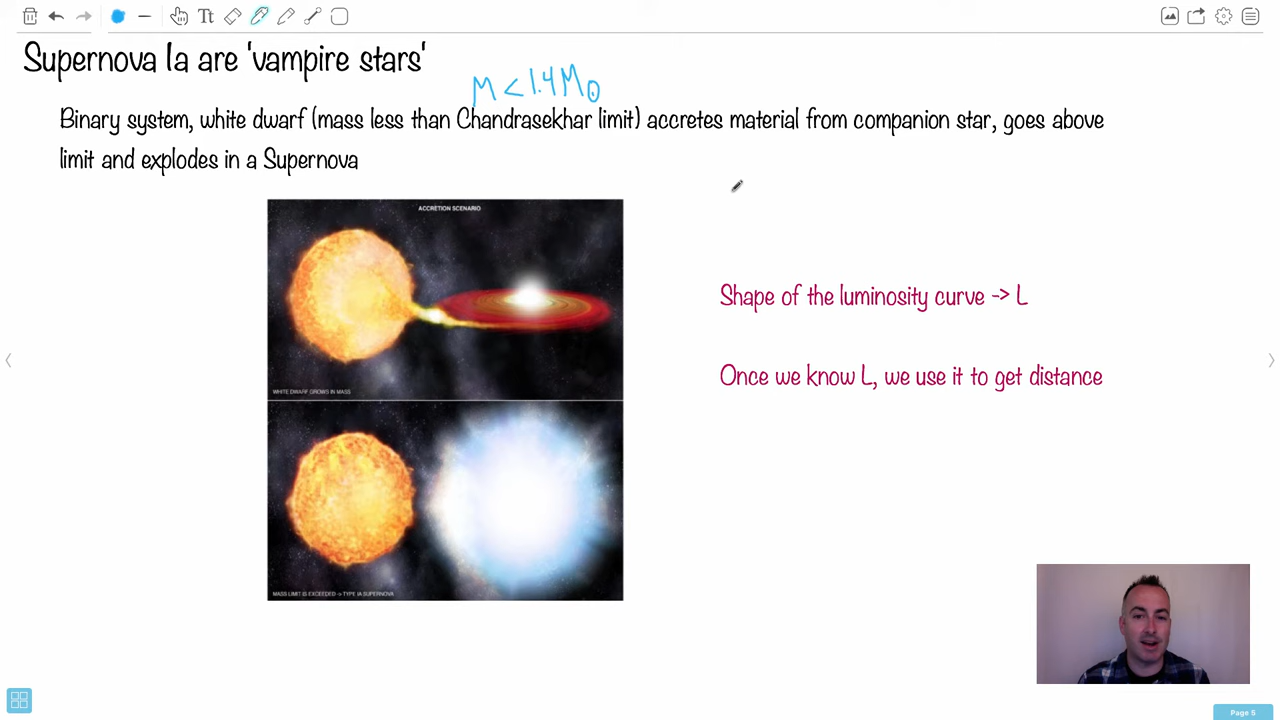 Tt
Supernova Ia are 'vampire stars'
M < 1.4 M⊙
Binary system, white dwarf (mass less than Chandrasekhar limit) accretes material from companion star, goes above
limit and explodes in a Supernova
ACCRETION SCENARIO
WHITE DWARF GROWS IN MASS
MASS LIMIT IS EXCEEDED -> TYPE IA SUPERNOVA
Shape of the luminosity curve -> L
Once we know L, we use it to get distance
Page 5